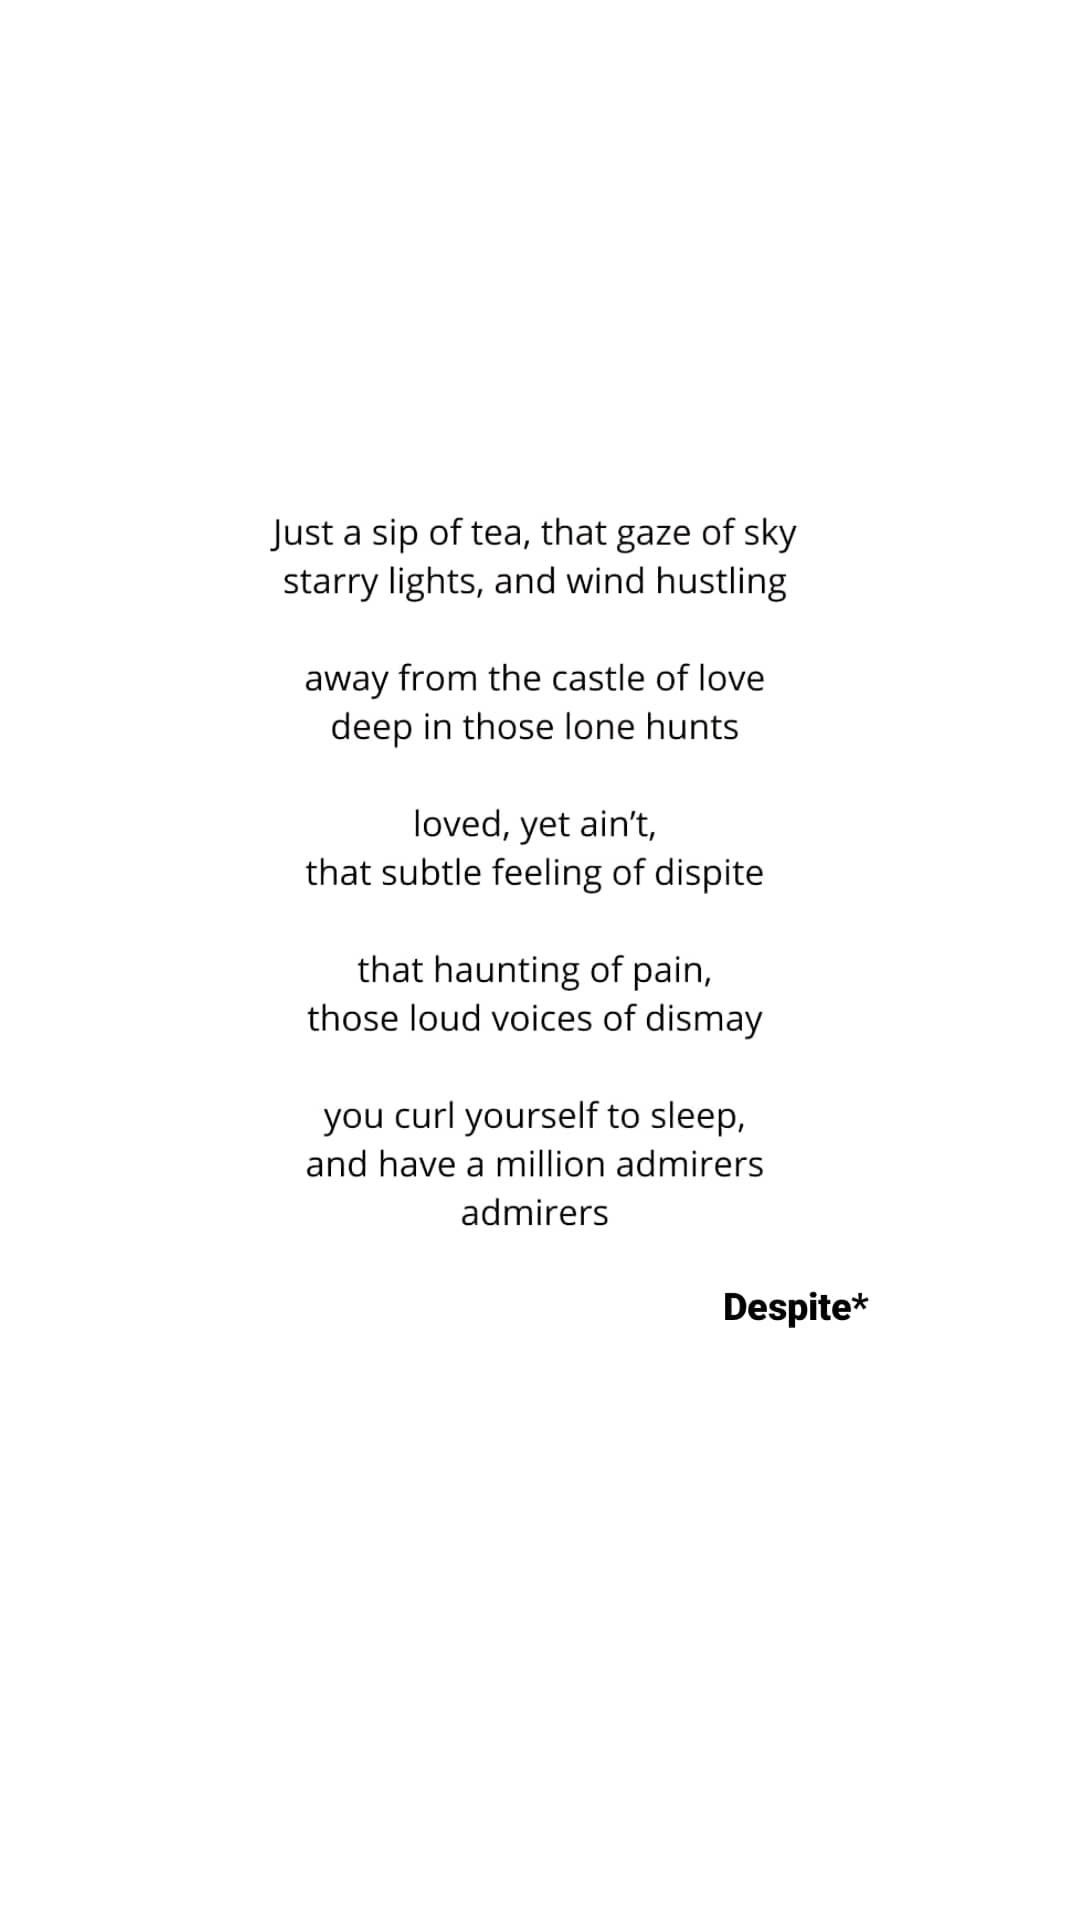 Just a sip of tea, that gaze of sky
starry lights, and wind hustling
away from the castle of love
deep in those lone hunts
loved, yet ain’t,
that subtle feeling of dispite
that haunting of pain,
those loud voices of dismay
you curl yourself to sleep,
and have a million admirers
admirers
Despite*